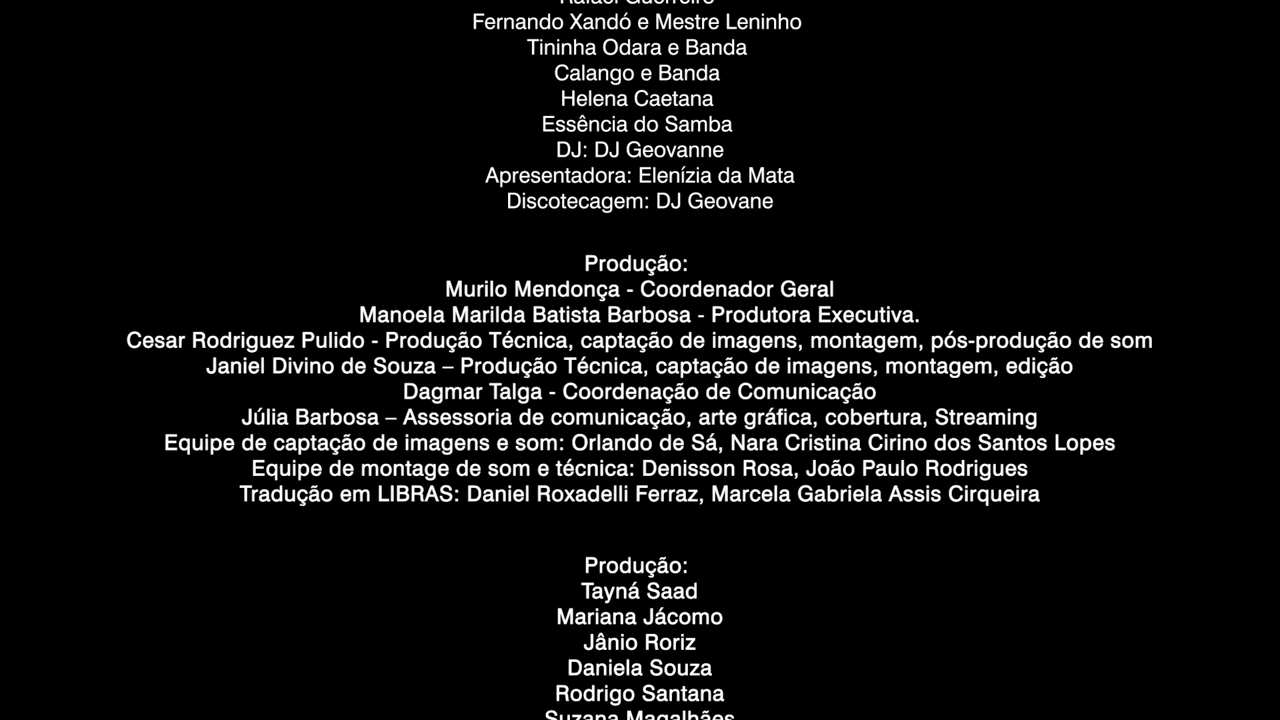 Rafael Guerreiro
Fernando Xandó e Mestre Leninho
Tininha Odara e Banda
Calango e Banda
Helena Caetana
Essência do Samba
DJ: DJ Geovanne
Apresentadora: Elenízia da Mata
Discotecagem: DJ Geovane
Produção:
Murilo Mendonça - Coordenador Geral
Manoela Marilda Batista Barbosa - Produtora Executiva.
Cesar Rodriguez Pulido - Produção Técnica, captação de imagens, montagem, pós-produção de som
Janiel Divino de Souza – Produção Técnica, captação de imagens, montagem, edição
Dagmar Talga - Coordenação de Comunicação
Júlia Barbosa – Assessoria de comunicação, arte gráfica, cobertura, Streaming
Equipe de captação de imagens e som: Orlando de Sá, Nara Cristina Cirino dos Santos Lopes
Equipe de montage de som e técnica: Denisson Rosa, João Paulo Rodrigues
Tradução em LIBRAS: Daniel Roxadelli Ferraz, Marcela Gabriela Assis Cirqueira
Produção:
Tayná Saad
Mariana Jácomo
Jânio Roriz
Daniela Souza
Rodrigo Santana
Suzana Magalhães